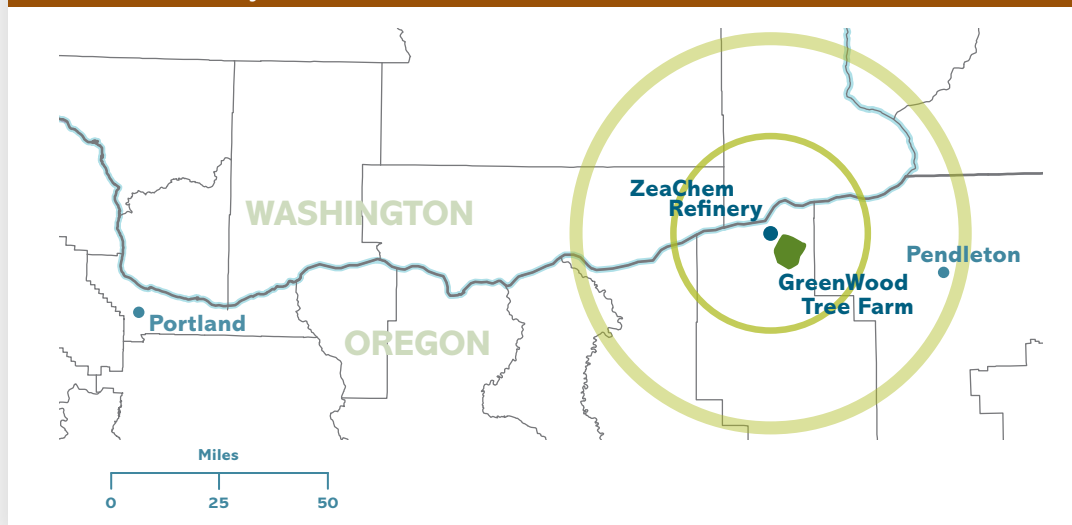 ZeaChem
Refinery
WASHINGTON
Pendleton
GreenWood
Tree Farm
Portland
OREGON
Miles
0 25 50